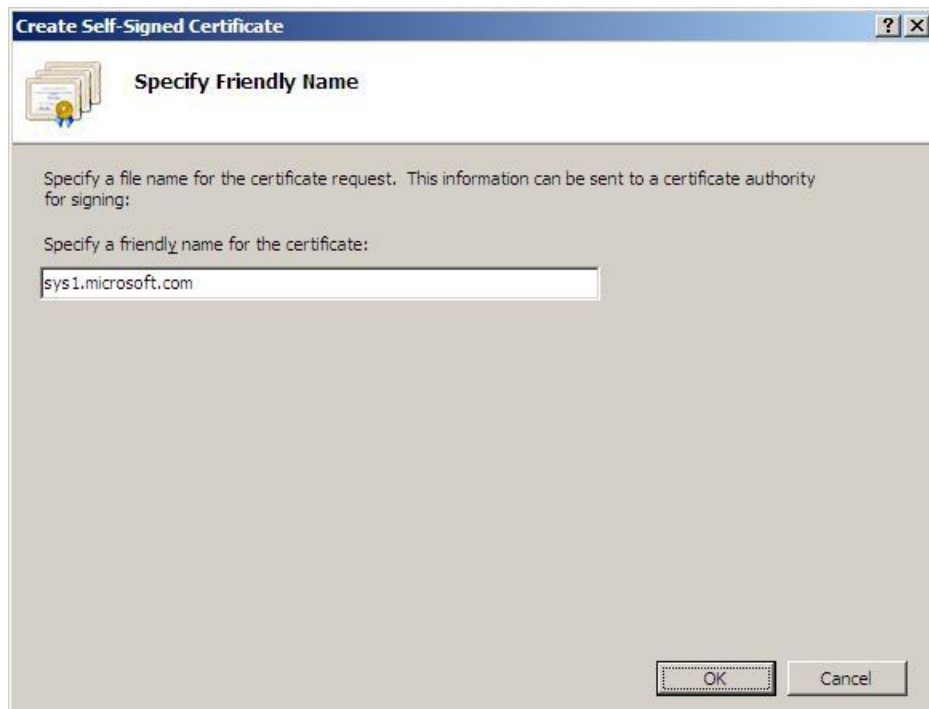 Create Self-Signed Certificate
Specify Friendly Name
Specify a file name for the certificate request. This information can be sent to a certificate authority
for signing:
Specify a friendly name for the certificate:
sys1.microsoft.com
OK Cancel